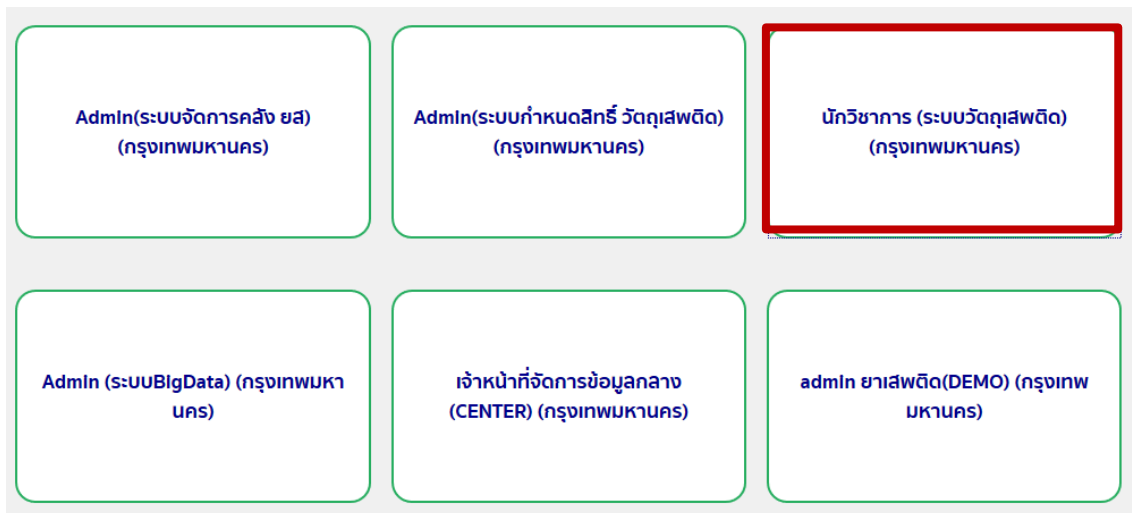 Admin(ระบบจัดการคลัง ยส)
(กรุงเทพมหานคร)
Admin(ระบบกำหนดสิทธิ์ วัตถุเสพติด)
(กรุงเทพมหานคร)
นักวิชาการ (ระบบวัตถุเสพติด)
(กรุงเทพมหานคร)
Admin (ระบบBigData) (กรุงเทพมหา
นคร)
เจ้าหน้าที่จัดการข้อมูลกลาง
(CENTER) (กรุงเทพมหานคร)
admin ยาเสพติด(DEMO) (กรุงเทพ
มหานคร)